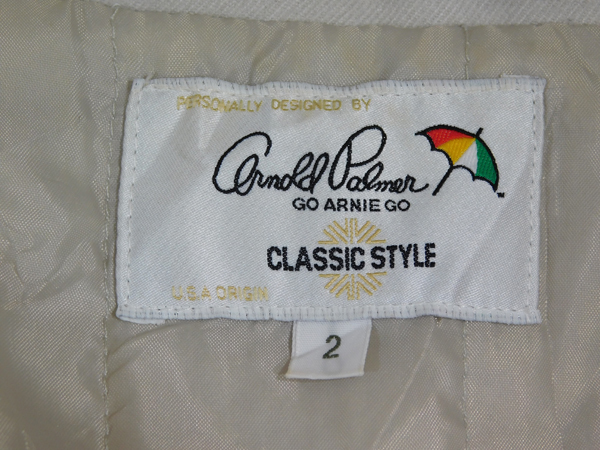 PERSONALLY DESIGNED BY
Arnold Palmer
GO ARNIE GO
CLASSIC STYLE
U.S.A ORIGIN
2